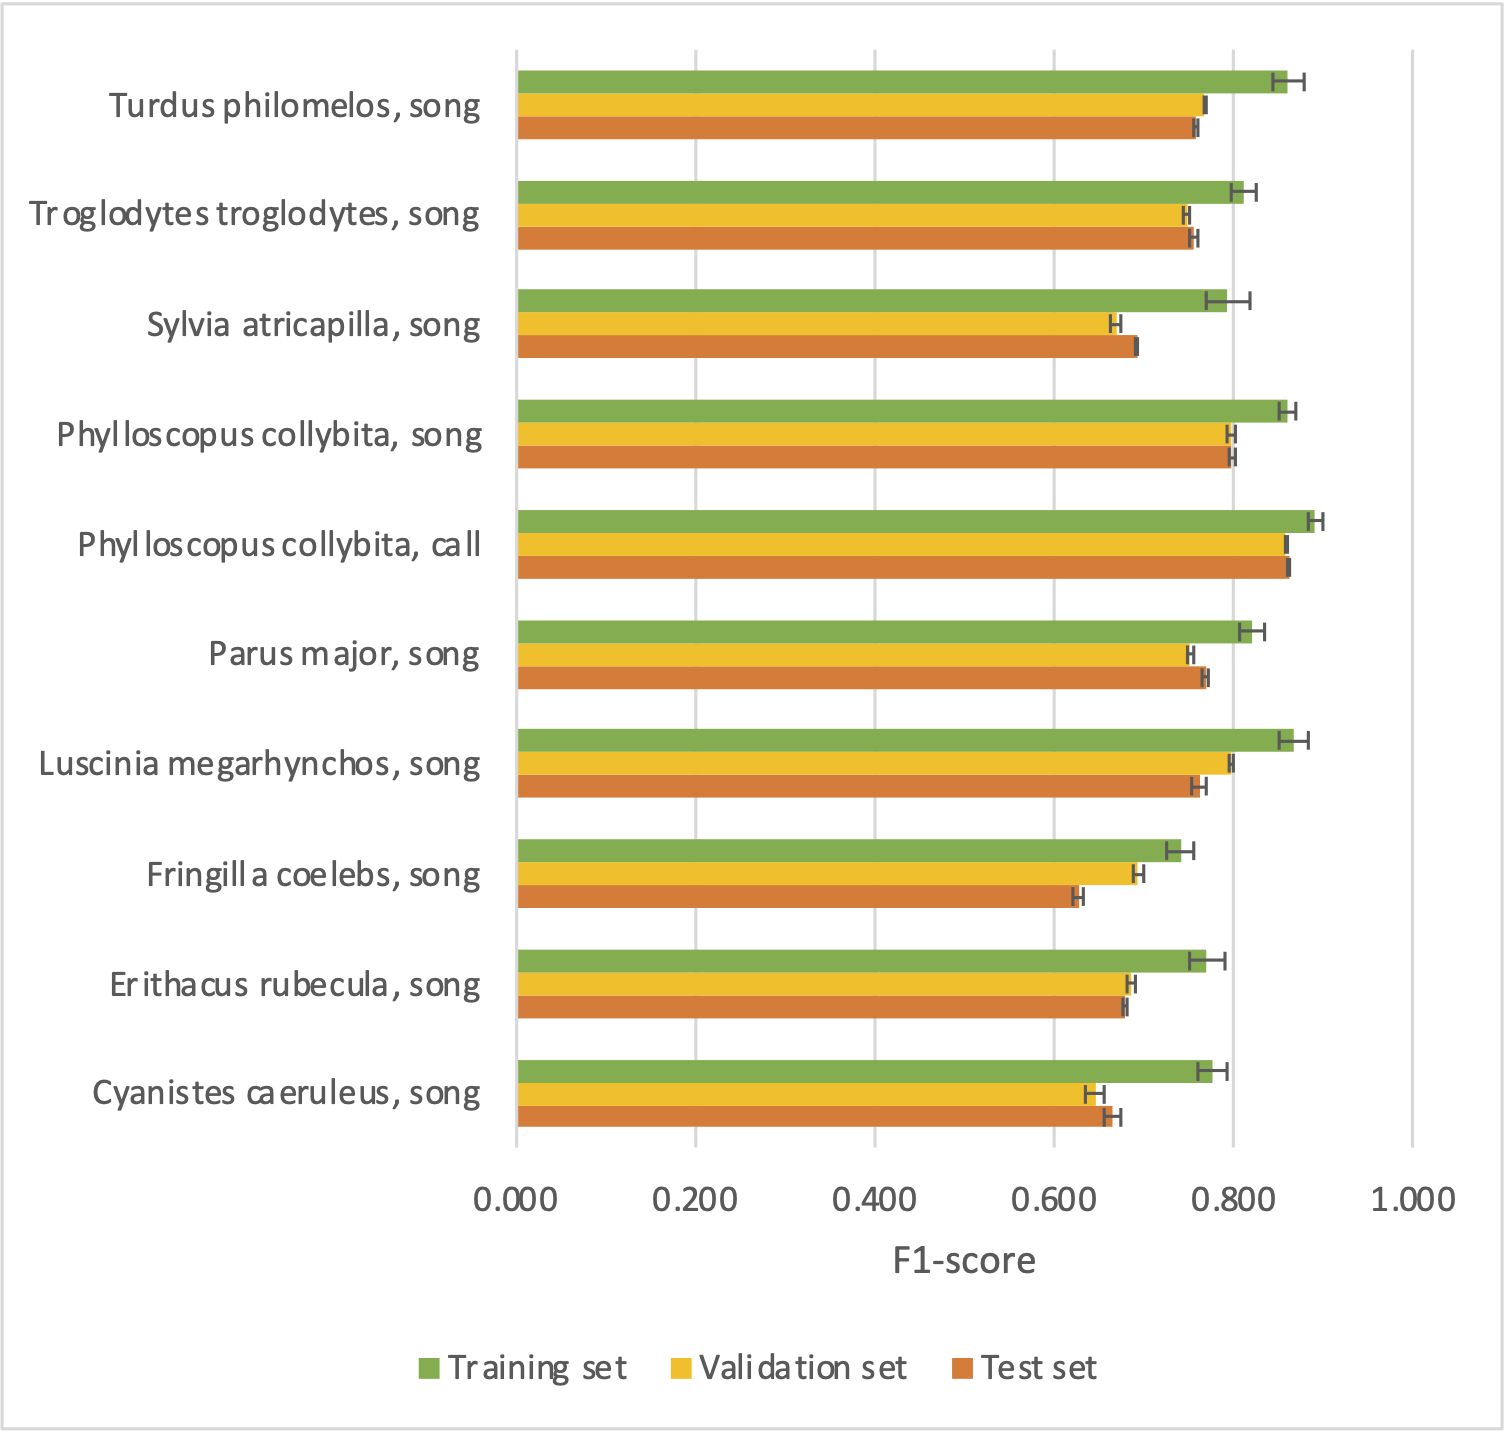 Turdus philomelos, song
Troglodytes troglodytes, song
Sylvia atricapilla, song
Phylloscopus collybita, song
Phylloscopus collybita, call
Parus major, song
Luscinia megarhynchos, song
Fringilla coelebs, song
Erithacus rubecula, song
Cyanistes caeruleus, song
0.000 0.200 0.400 0.600 0.800 1.000
F1-score
Training set Validation set Test set